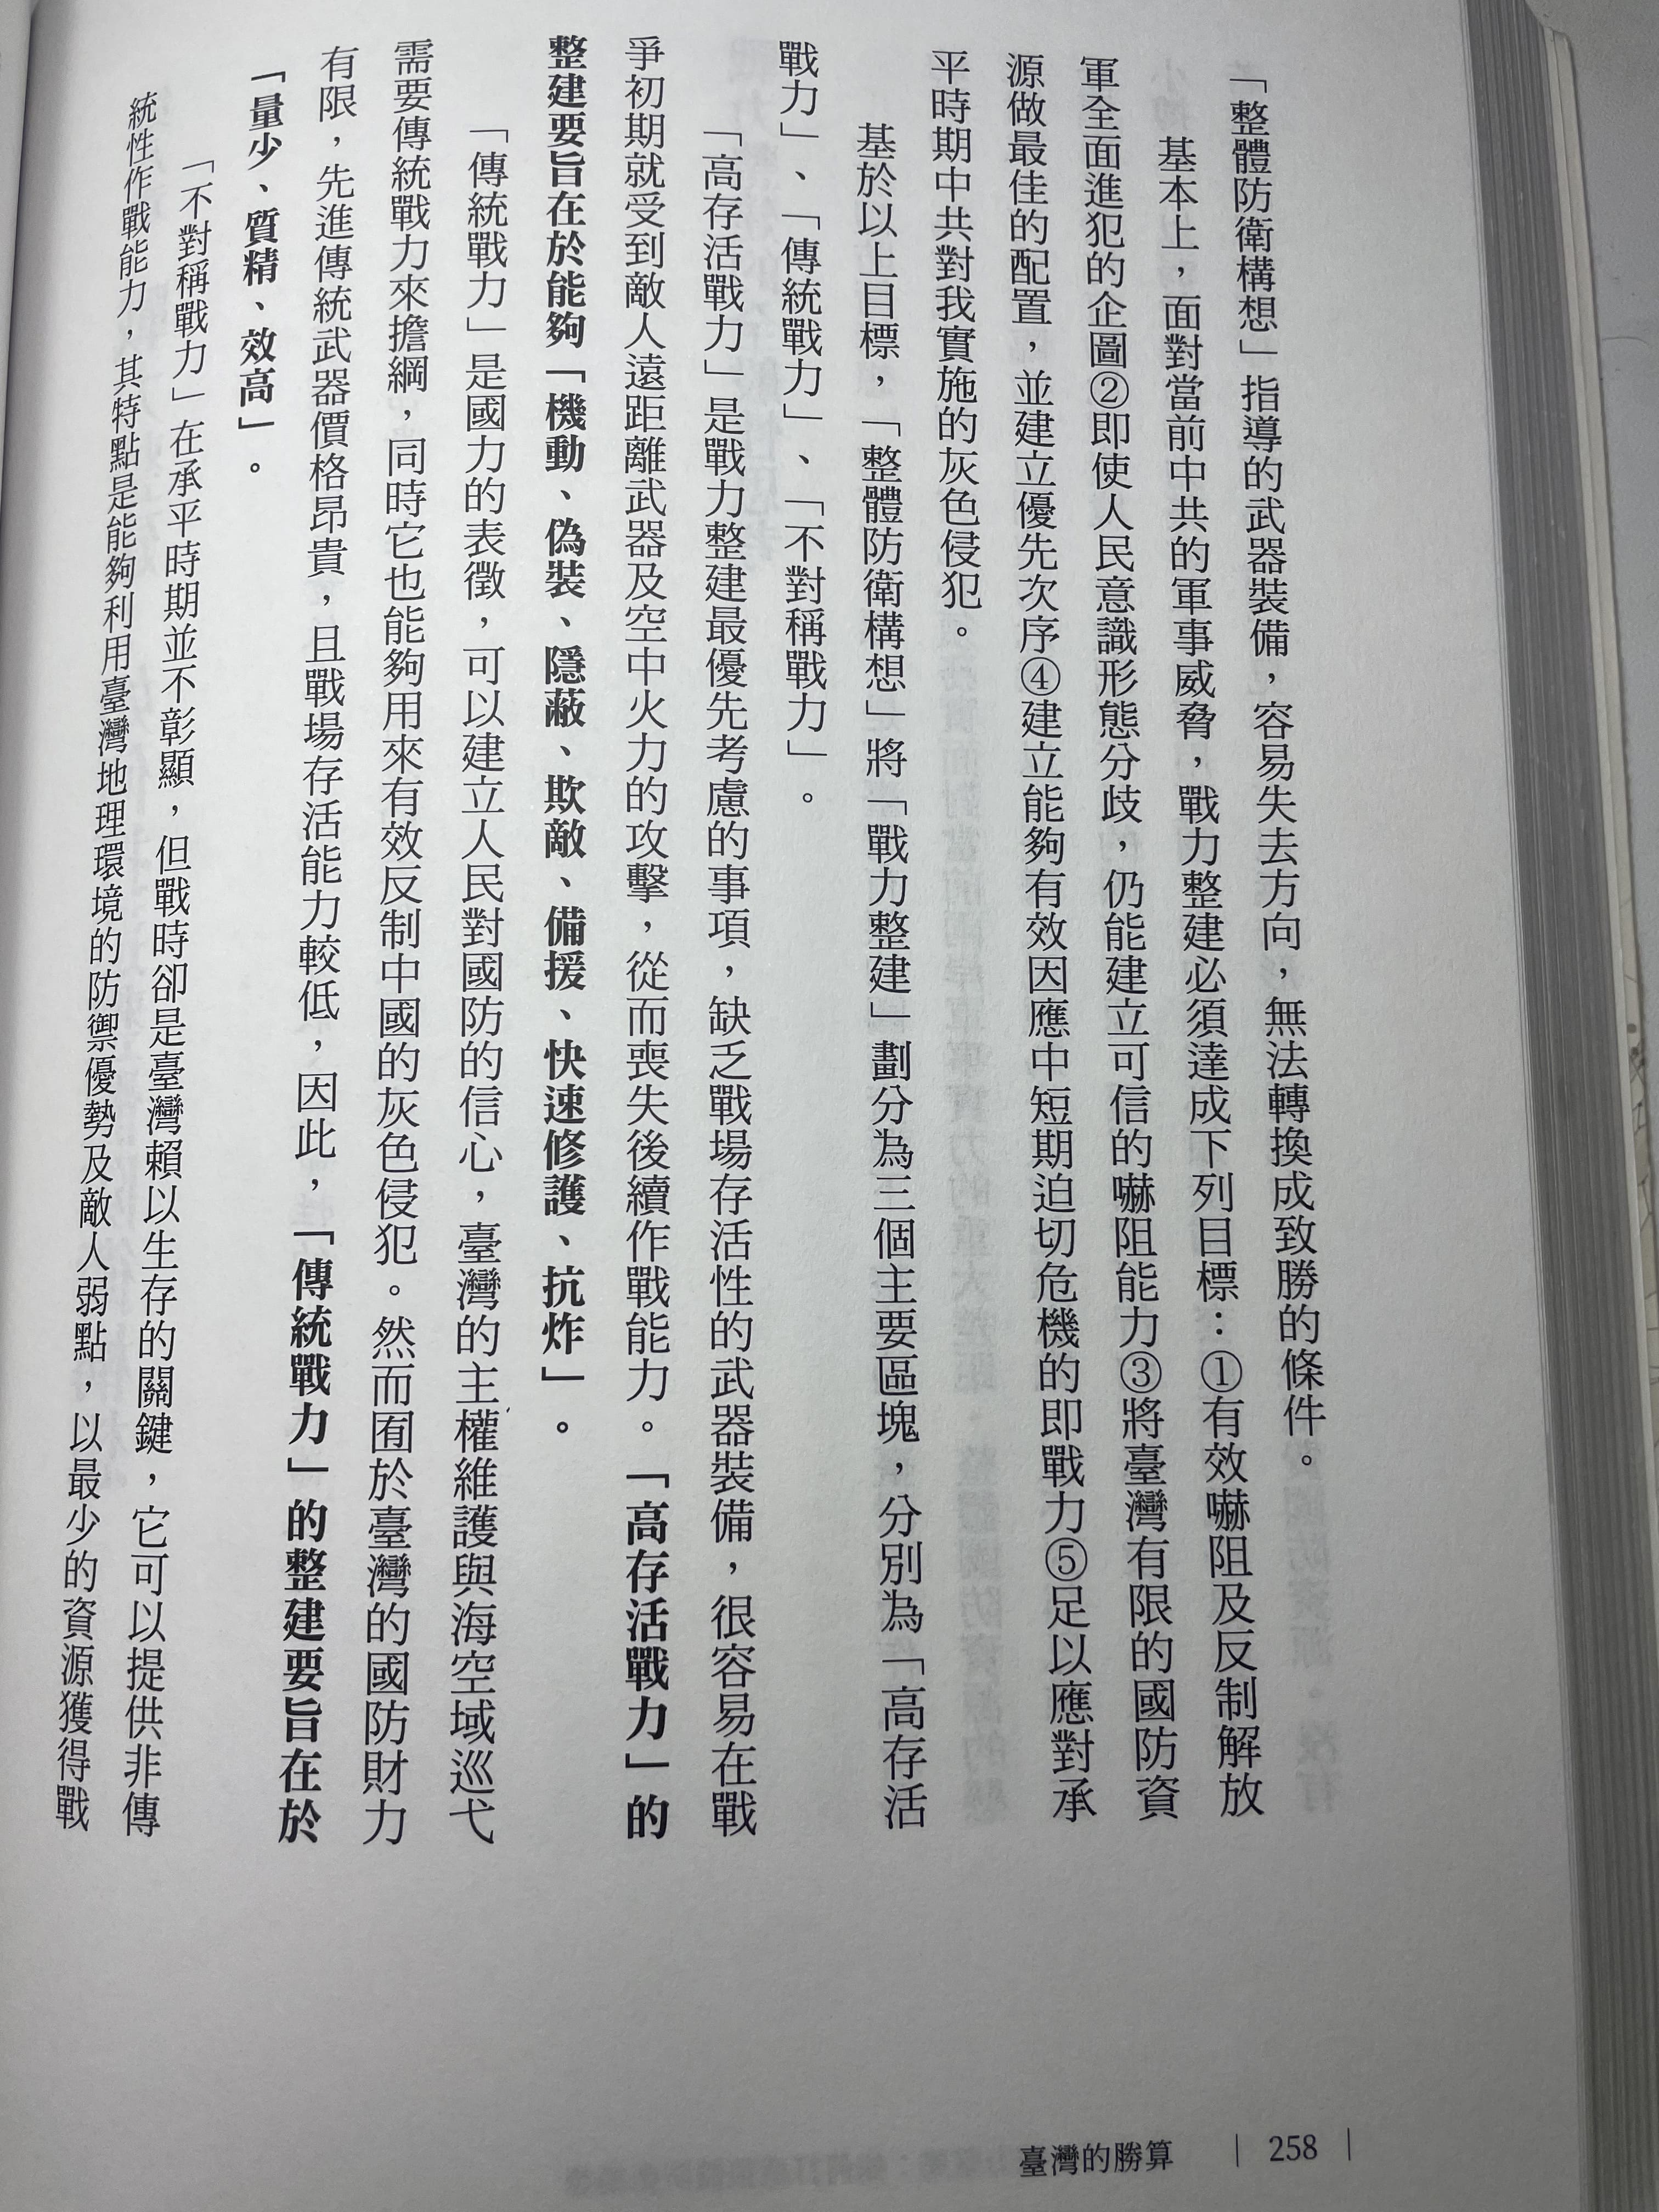 「整體防衛構想」指導的武器裝備，容易失去方向，無法轉換成致勝的條件。
基本上，面對當前中共的軍事威脅，戰力整建必須達成下列目標：①有效嚇阻及反制解放
軍全面進犯的企圖②即使人民意識形態分歧，仍能建立可信的嚇阻能力③將臺灣有限的國防資
源做最佳的配置，並建立優先次序④建立能夠有效因應中短期迫切危機的即戰力⑤足以應對承
平時期中共對我實施的灰色侵犯。
基於以上目標，「整體防衛構想」將「戰力整建」劃分為三個主要區塊，分別為「高存活
戰力」、「傳統戰力」、「不對稱戰力」。
「高存活戰力」是戰力整建最優先考慮的事項，缺乏戰場存活性的武器裝備，很容易在戰
爭初期就受到敵人遠距離武器及空中火力的攻擊，從而喪失後續作戰能力。「高存活戰力」的
整建要旨在於能夠「機動、偽裝、隱蔽、欺敵、備援、快速修護、抗炸」。
「傳統戰力」是國力的表徵，可以建立人民對國防的信心，臺灣的主權維護與海空域巡弋
需要傳統戰力來擔綱，同時它也能夠用來有效反制中國的灰色侵犯。然而囿於臺灣的國防財力
有限，先進傳統武器價格昂貴，且戰場存活能力較低，因此，「傳統戰力」的整建要旨在於
「量少、質精、效高」。
「不對稱戰力」在承平時期並不彰顯，但戰時卻是臺灣賴以生存的關鍵，它可以提供非傳
統性作戰能力，其特點是能夠利用臺灣地理環境的防禦優勢及敵人弱點，以最少的資源獲得戰
臺灣的勝算 | 258 |